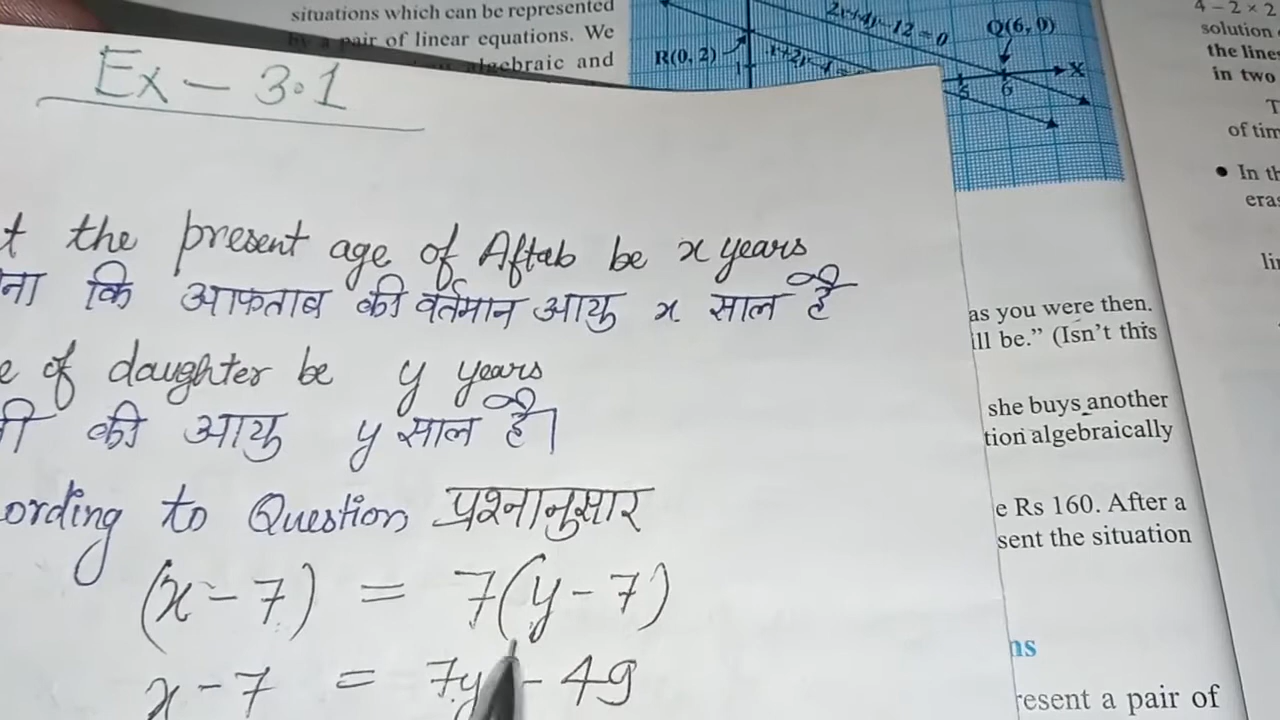 situations which can be represented
pair of linear equations. We
and
R(0, 2)
2x+4y-12=0
Q(6, 0)
X
5
6
4 – 2 × 2
solution
the line
in two
of tim
• In th
eras
Ex – 3.1
the present age of Aftab be x years
कि आफताब की वर्तमान आयु x साल है
of daughter be y years
की आयु y साल है।
ording to Question प्रश्नानुसार
(x – 7) = 7(y – 7)
x – 7 = 7y – 49
as you were then.
ill be.” (Isn’t this
she buys another
tion algebraically
e Rs 160. After a
sent the situation
ns
resent a pair of